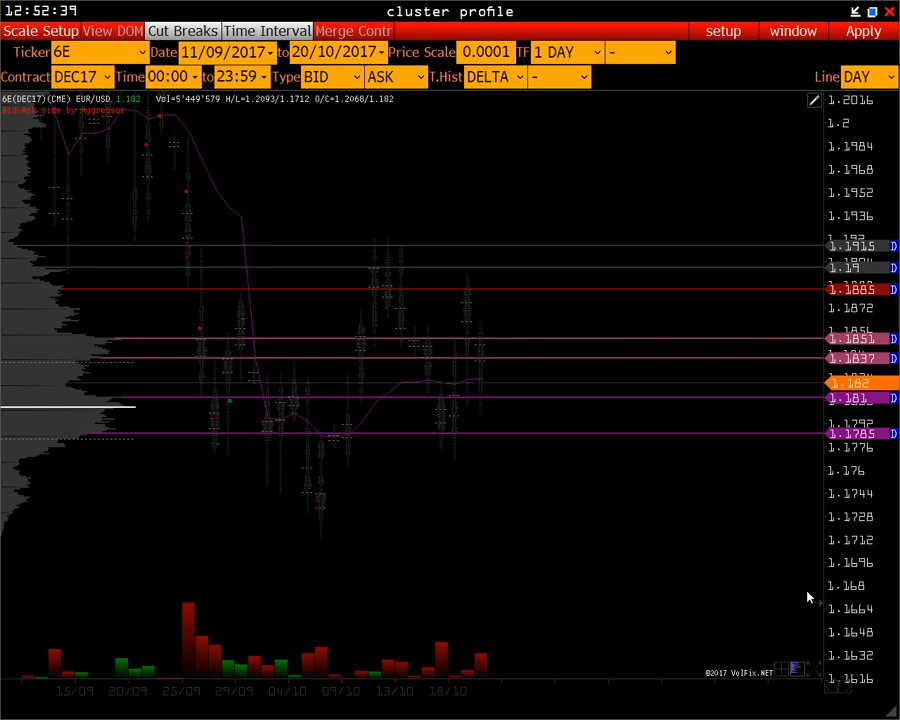 12:52:39 cluster profile
Scale Setup View DOM Cut Breaks Time Interval Merge Contr setup window Apply
Ticker 6E Date 11/09/2017 to 20/10/2017 Price Scale 0.0001 TF 1 DAY -
Contract DEC17 Time 00:00 to 23:59 Type BID ASK T.Hist DELTA - Line DAY
6E(DEC17)(CME) EUR/USD 1.182 Vol=5'449'579 H/L=1.2093/1.1712 O/C=1.2068/1.182
Bid-Ask side by Aggressor
1.2016
1.2
1.1984
1.1968
1.1952
1.1936
1.1915 D
1.19 D
1.1885 D
1.1872
1.1851 D
1.1837 D
1.182
1.181 D
1.1792
1.1785 D
1.1776
1.176
1.1744
1.1728
1.1712
1.1696
1.168
1.1664
1.1648
1.1632
©2017 VolFix.NET
1.1616
15/09 20/09 25/09 29/09 04/10 09/10 13/10 18/10